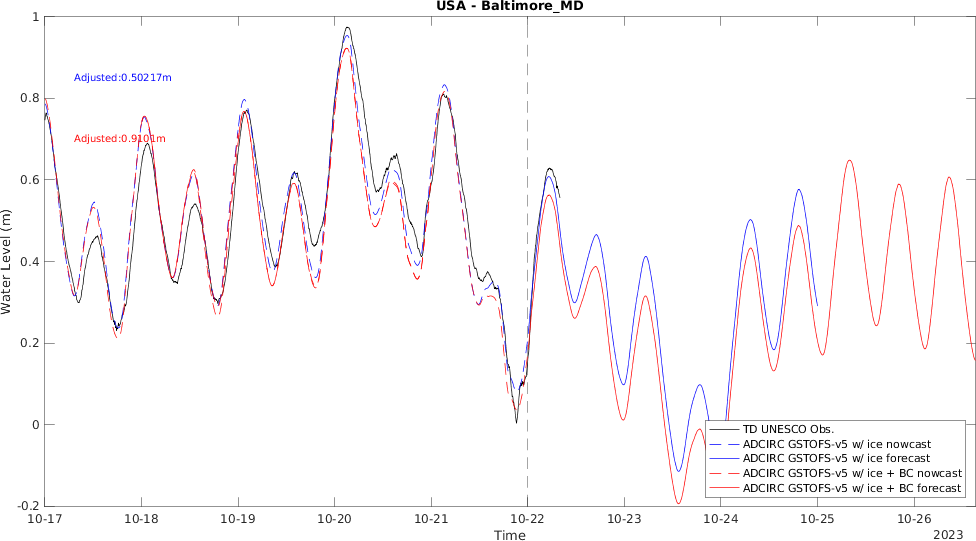 USA - Baltimore_MD
1
0.8
0.6
0.4
0.2
0
-0.2
Water Level (m)
Adjusted:0.50217m
Adjusted:0.9101m
TD UNESCO Obs.
ADCIRC GSTOFS-v5 w/ ice nowcast
ADCIRC GSTOFS-v5 w/ ice forecast
ADCIRC GSTOFS-v5 w/ ice + BC nowcast
ADCIRC GSTOFS-v5 w/ ice + BC forecast
10-17 10-18 10-19 10-20 10-21 10-22 10-23 10-24 10-25 10-26
Time
2023